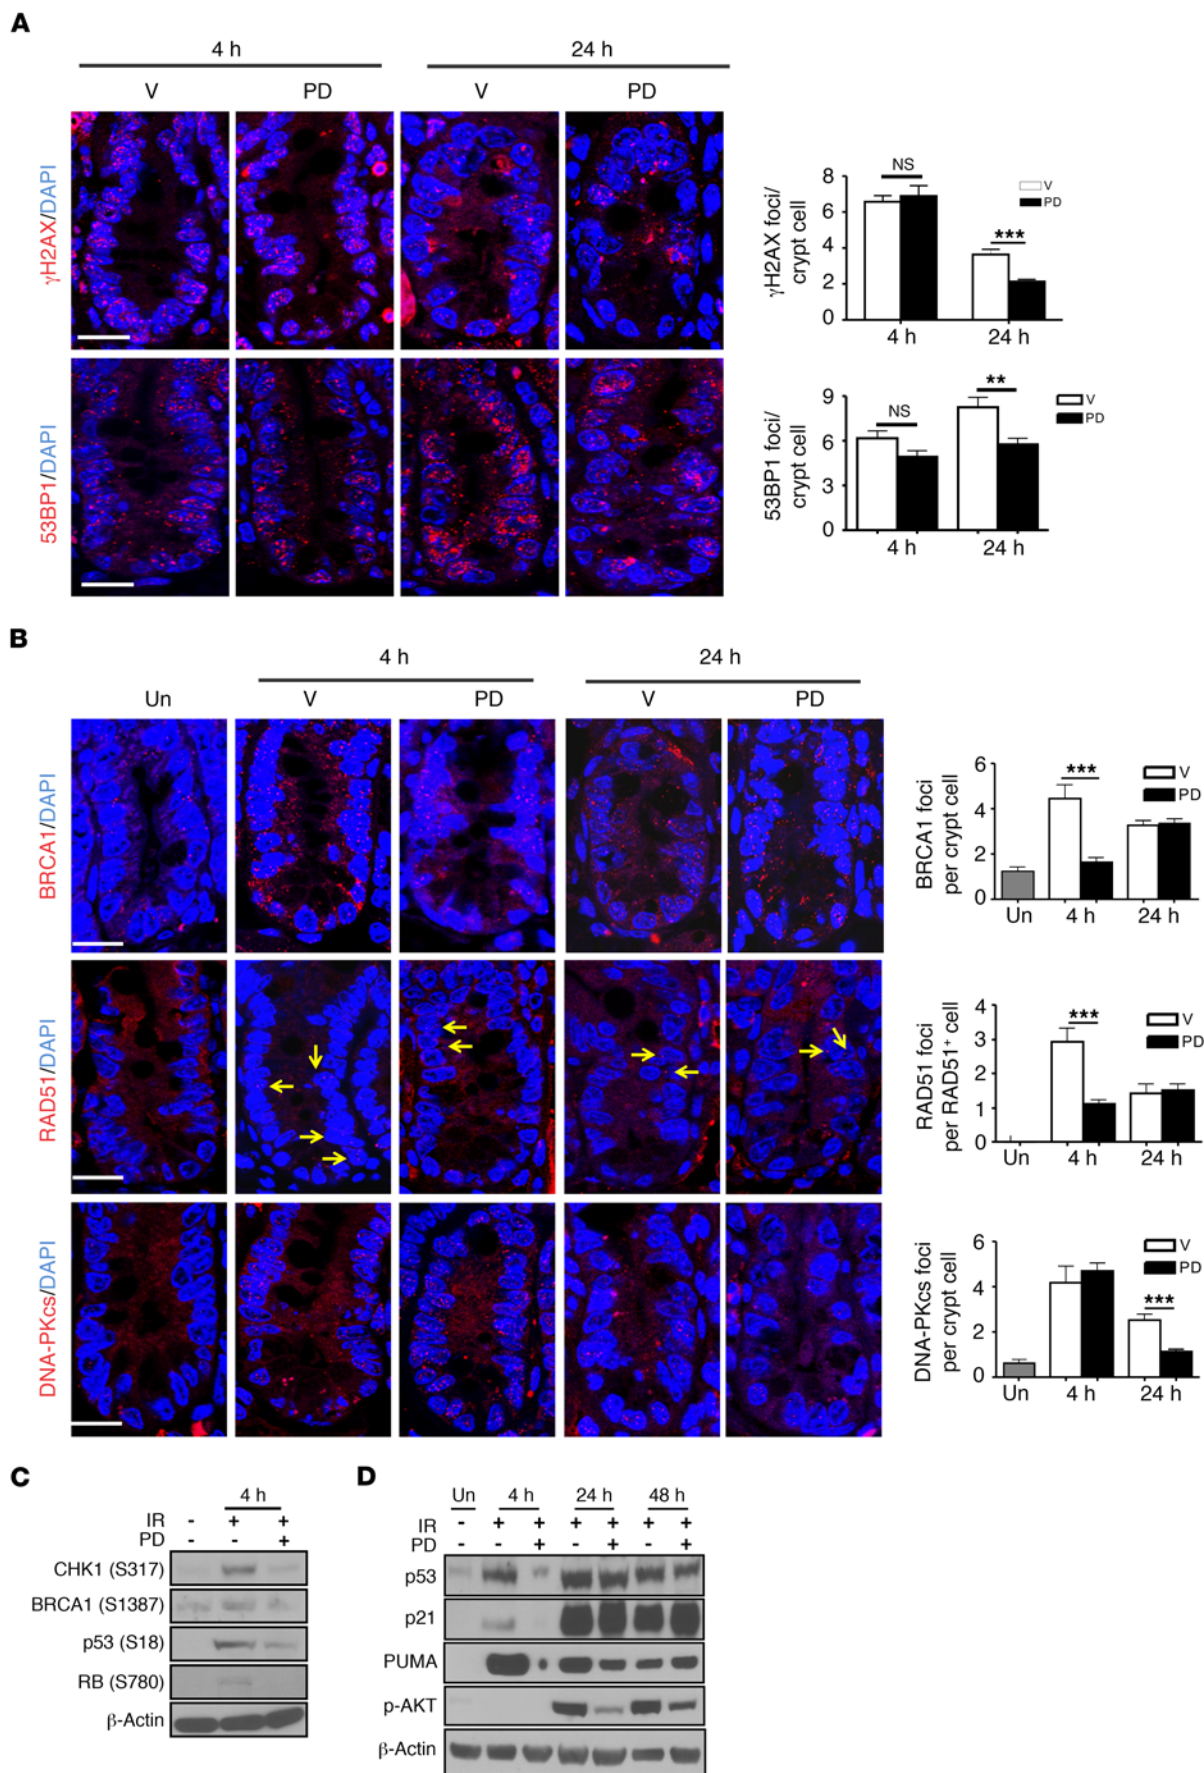 A
4 h 24 h
V PD V PD
γH2AX/DAPI
γH2AX foci/
crypt cell
8
6
4
2
0
NS
***
V
PD
4 h 24 h
53BP1/DAPI
53BP1 foci/
crypt cell
9
6
3
0
NS
**
V
PD
4 h 24 h
B
4 h 24 h
Un V PD V PD
BRCA1/DAPI
BRCA1 foci
per crypt cell
6
4
2
0
***
V
PD
Un 4 h 24 h
RAD51/DAPI
RAD51 foci
per RAD51⁺ cell
4
3
2
1
0
***
V
PD
Un 4 h 24 h
DNA-PKcs/DAPI
DNA-PKcs foci
per crypt cell
6
4
2
0
***
V
PD
Un 4 h 24 h
C
4 h
IR - + +
PD - - +
CHK1 (S317)
BRCA1 (S1387)
p53 (S18)
RB (S780)
β-Actin
D
Un 4 h 24 h 48 h
IR - + + + + + +
PD - - + - + - +
p53
p21
PUMA
p-AKT
β-Actin